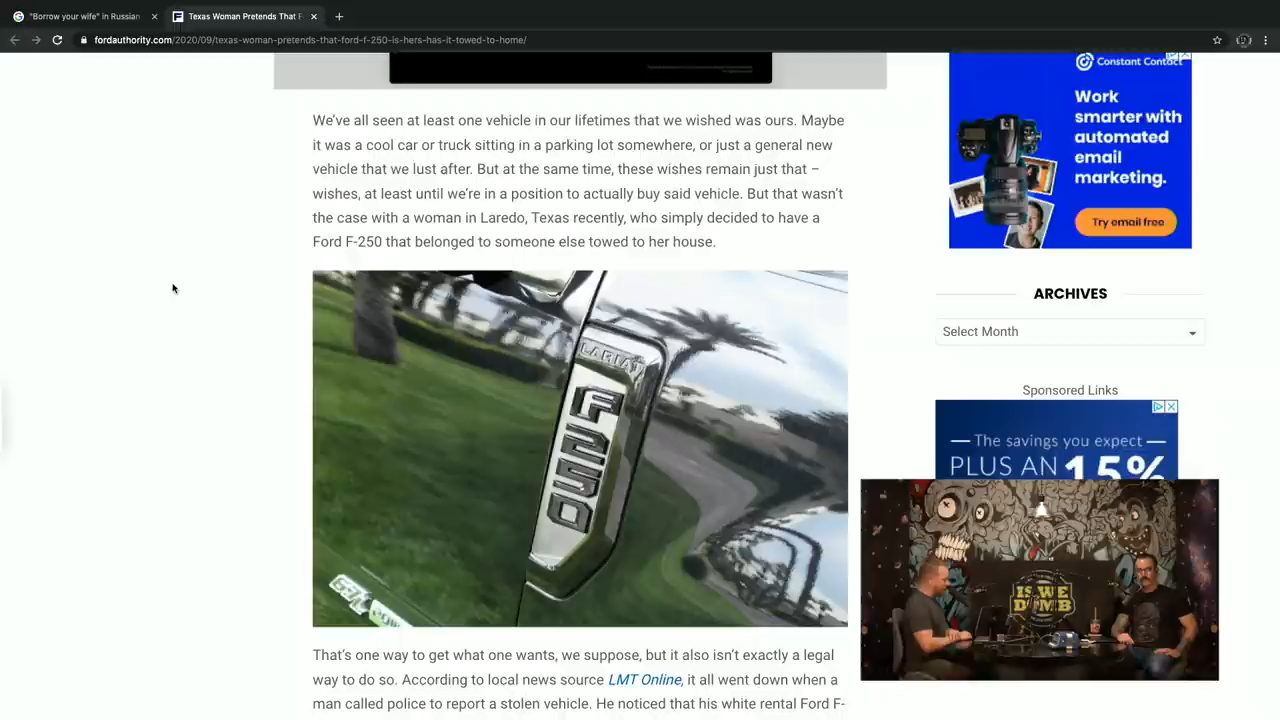 "Borrow your wife" in Russian
Texas Woman Pretends That F
fordauthority.com/2020/09/texas-woman-pretends-that-ford-f-250-is-hers-has-it-towed-to-home/
We've all seen at least one vehicle in our lifetimes that we wished was ours. Maybe
it was a cool car or truck sitting in a parking lot somewhere, or just a general new
vehicle that we lust after. But at the same time, these wishes remain just that –
wishes, at least until we're in a position to actually buy said vehicle. But that wasn't
the case with a woman in Laredo, Texas recently, who simply decided to have a
Ford F-250 that belonged to someone else towed to her house.
LARIAT
F250
That's one way to get what one wants, we suppose, but it also isn't exactly a legal
way to do so. According to local news source LMT Online, it all went down when a
man called police to report a stolen vehicle. He noticed that his white rental Ford F-
Constant Contact
Work
smarter with
automated
email
marketing.
Try email free
ARCHIVES
Select Month
Sponsored Links
The savings you expect
PLUS AN 15%
IS WE
DUMB